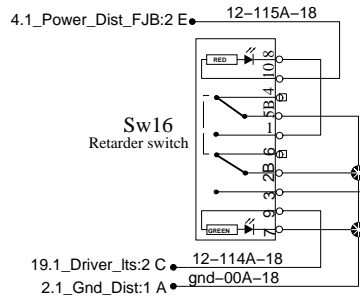 12-115A-18
4.1_Power_Dist_FJB:2 E
RED
8
10
4
5B
1
Sw16
Retarder switch
6
2B
3
9
GREEN
7
12-114A-18
19.1_Driver_lts:2 C
gnd-00A-18
2.1_Gnd_Dist:1 A